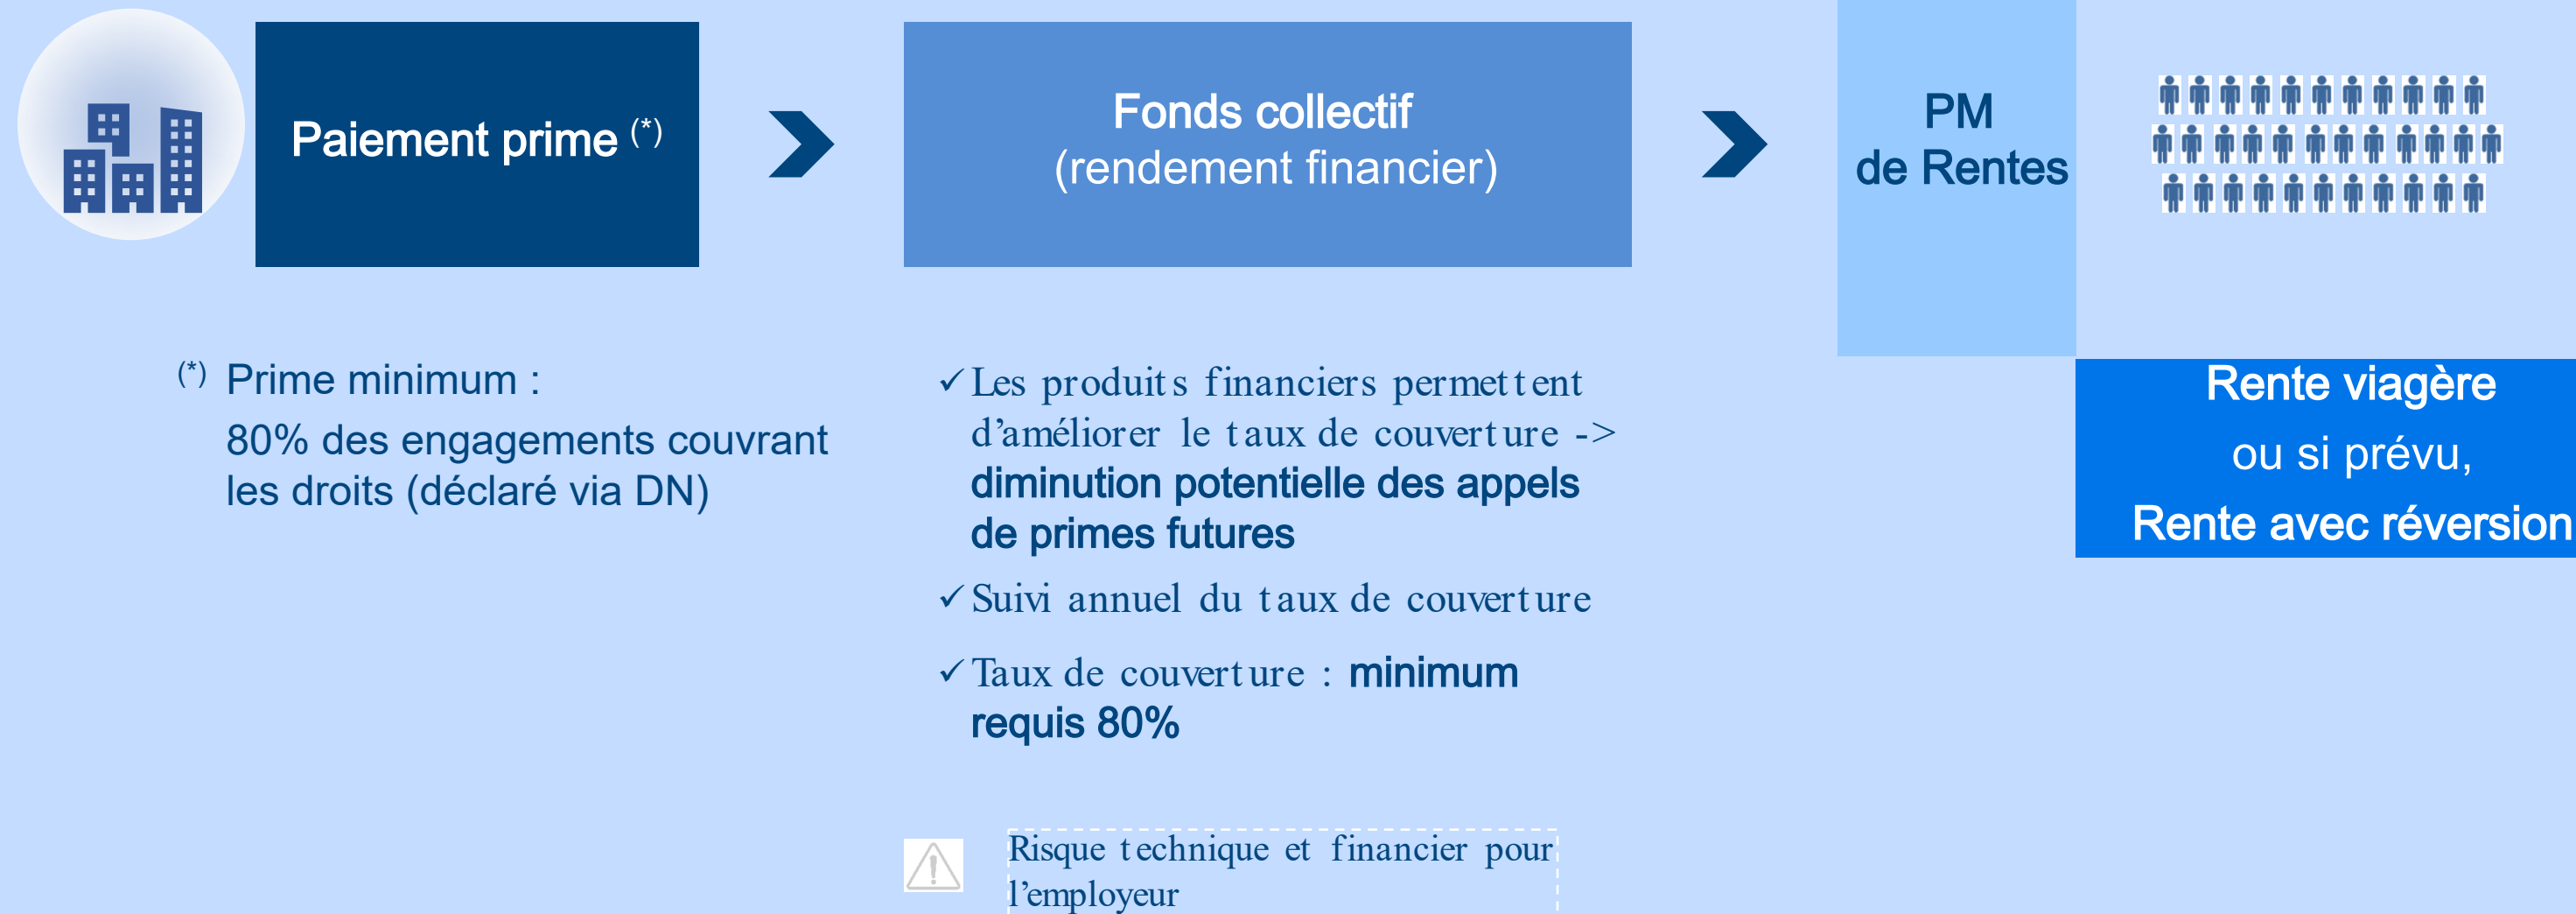 Paiement prime (*)
Fonds collectif
(rendement financier)
PM
de Rentes
(*) Prime minimum :
80% des engagements couvrant
les droits (déclaré via DN)
✓ Les produits financiers permettent
d’améliorer le taux de couverture ->
diminution potentielle des appels
de primes futures
✓ Suivi annuel du taux de couverture
✓ Taux de couverture : minimum
requis 80%
Rente viagère
ou si prévu,
Rente avec réversion
Risque technique et financier pour
l’employeur